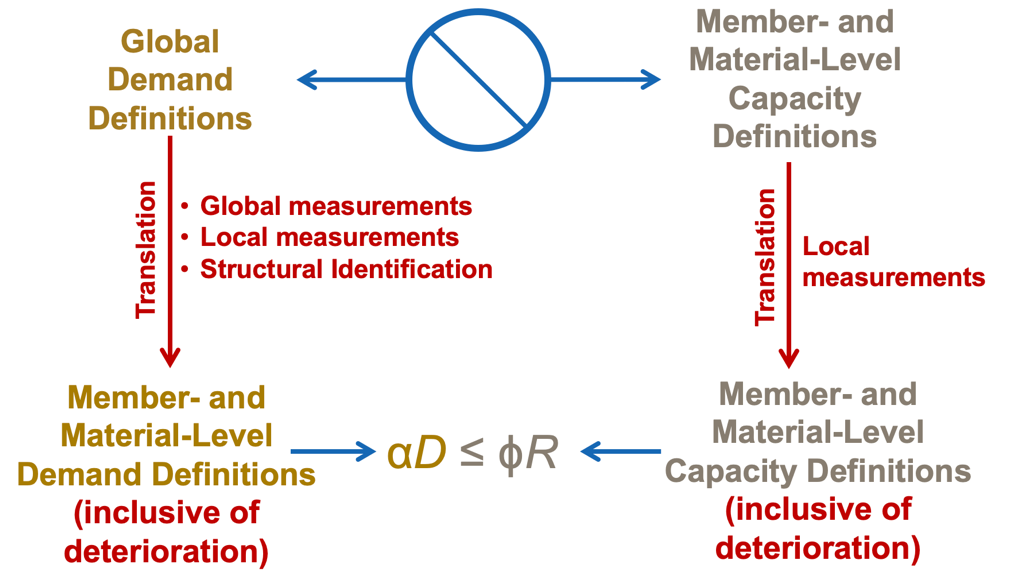 Global
Demand
Definitions
Member- and
Material-Level
Capacity
Definitions
Translation
• Global measurements
• Local measurements
• Structural Identification
Translation
Local
measurements
Member- and
Material-Level
Demand Definitions
(inclusive of
deterioration)
αD ≤ ϕR
Member- and
Material-Level
Capacity Definitions
(inclusive of
deterioration)